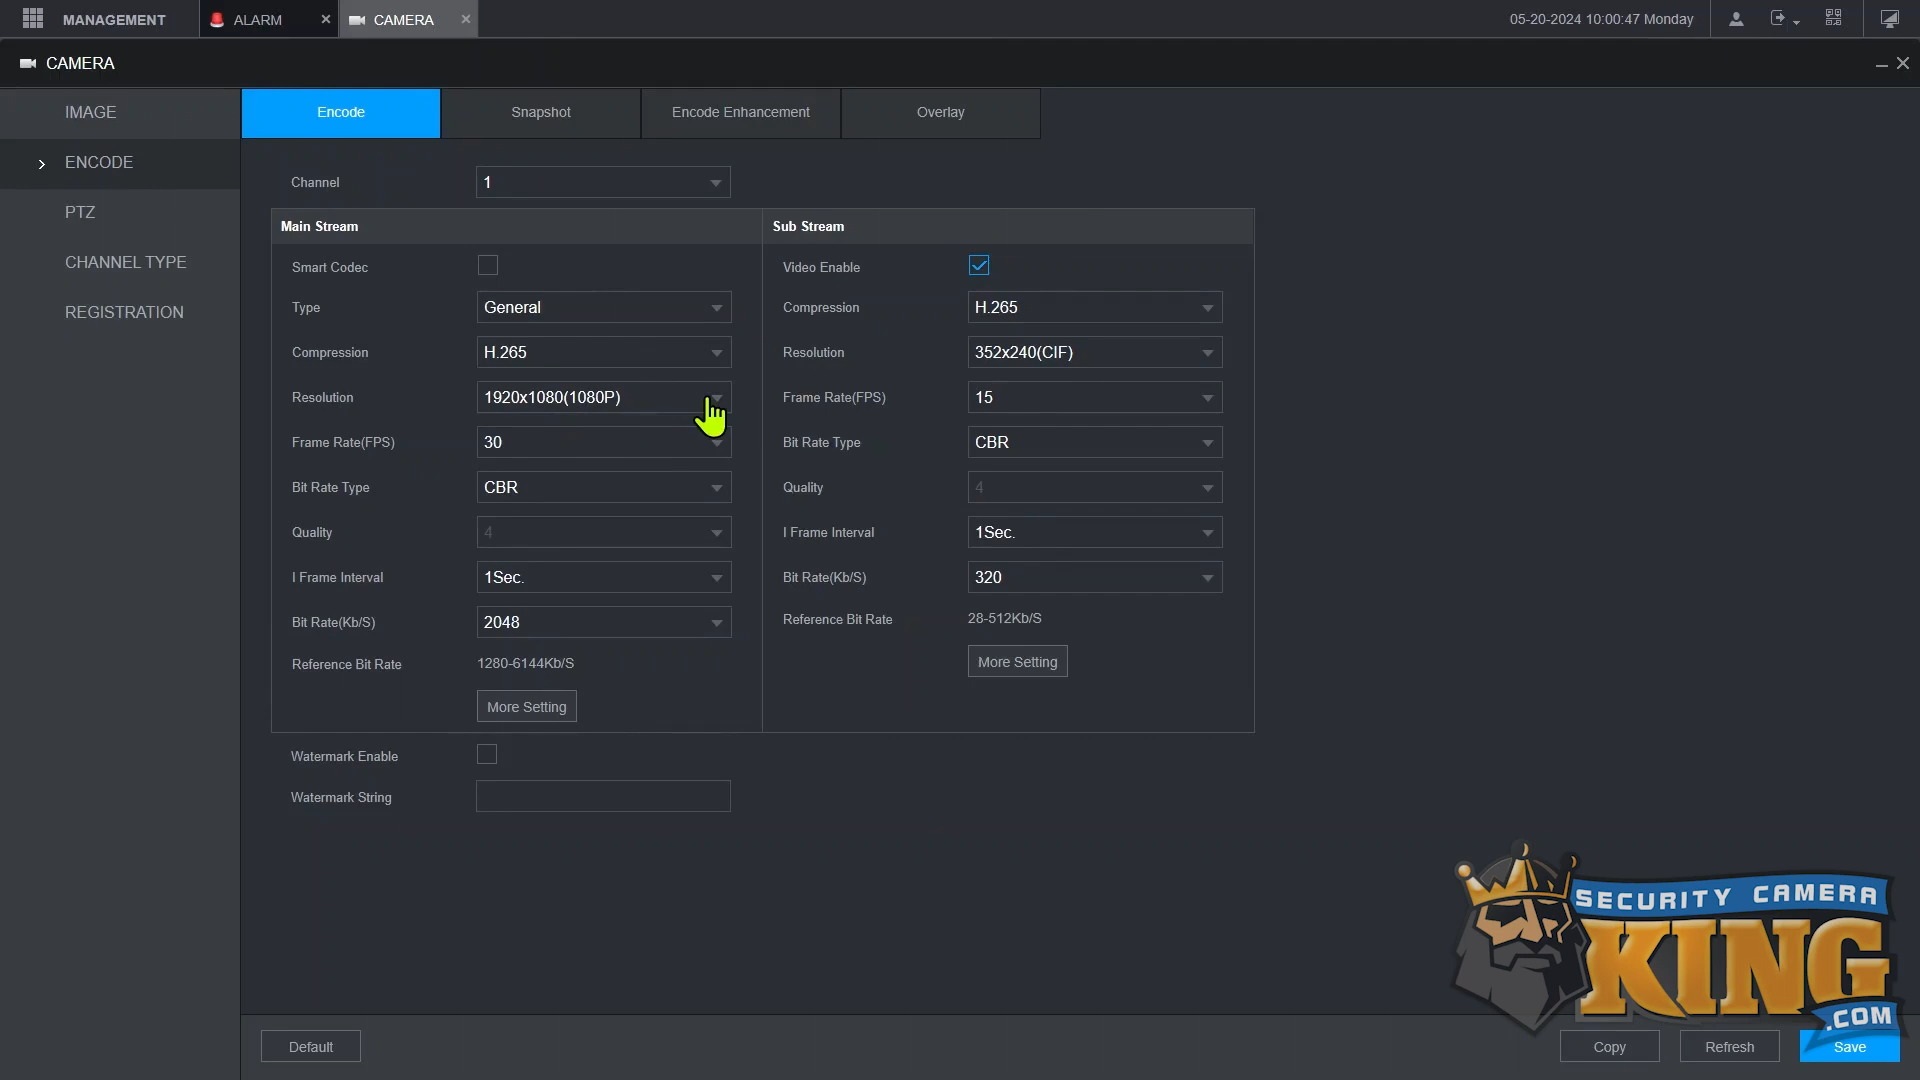 MANAGEMENT ALARM CAMERA 05-20-2024 10:00:47 Monday
CAMERA
IMAGE
ENCODE
PTZ
CHANNEL TYPE
REGISTRATION
Encode Snapshot Encode Enhancement Overlay
Channel 1
Main Stream Sub Stream
Smart Codec Video Enable
Type General Compression H.265
Compression H.265 Resolution 352x240(CIF)
Resolution 1920x1080(1080P) Frame Rate(FPS) 15
Frame Rate(FPS) 30 Bit Rate Type CBR
Bit Rate Type CBR Quality 4
Quality 4 I Frame Interval 1Sec.
I Frame Interval 1Sec. Bit Rate(Kb/S) 320
Bit Rate(Kb/S) 2048 Reference Bit Rate 28-512Kb/S
Reference Bit Rate 1280-6144Kb/S More Setting
More Setting
Watermark Enable
Watermark String
SECURITY CAMERA
KING
.COM
Default Copy Refresh Save